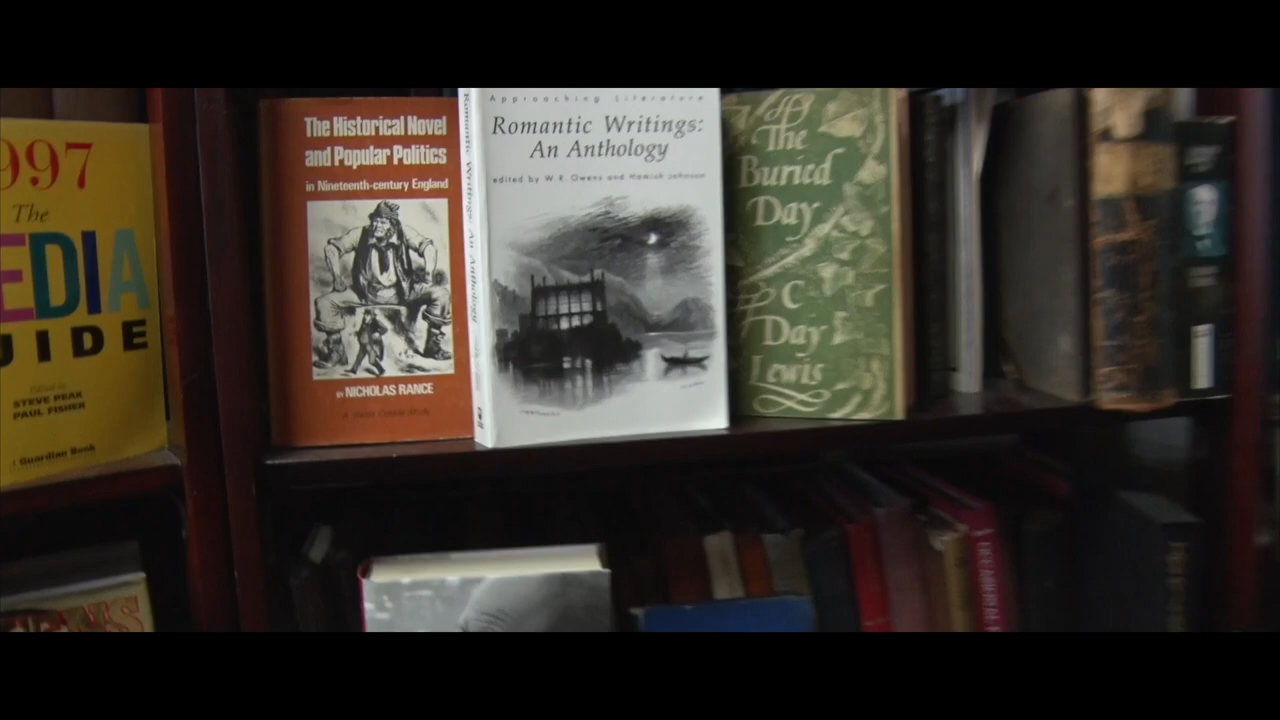 997
The
EDIA
UIDE
Edited by
STEVE PEAK
PAUL FISHER
Guardian Book
The Historical Novel
and Popular Politics
in Nineteenth-century England
BY NICHOLAS RANCE
Romantic Writings: An Anthology
Approaching Literature
Romantic Writings:
An Anthology
edited by W. R. Owens and Hamish Johnson
The
Buried
Day
C
Day
Lewis